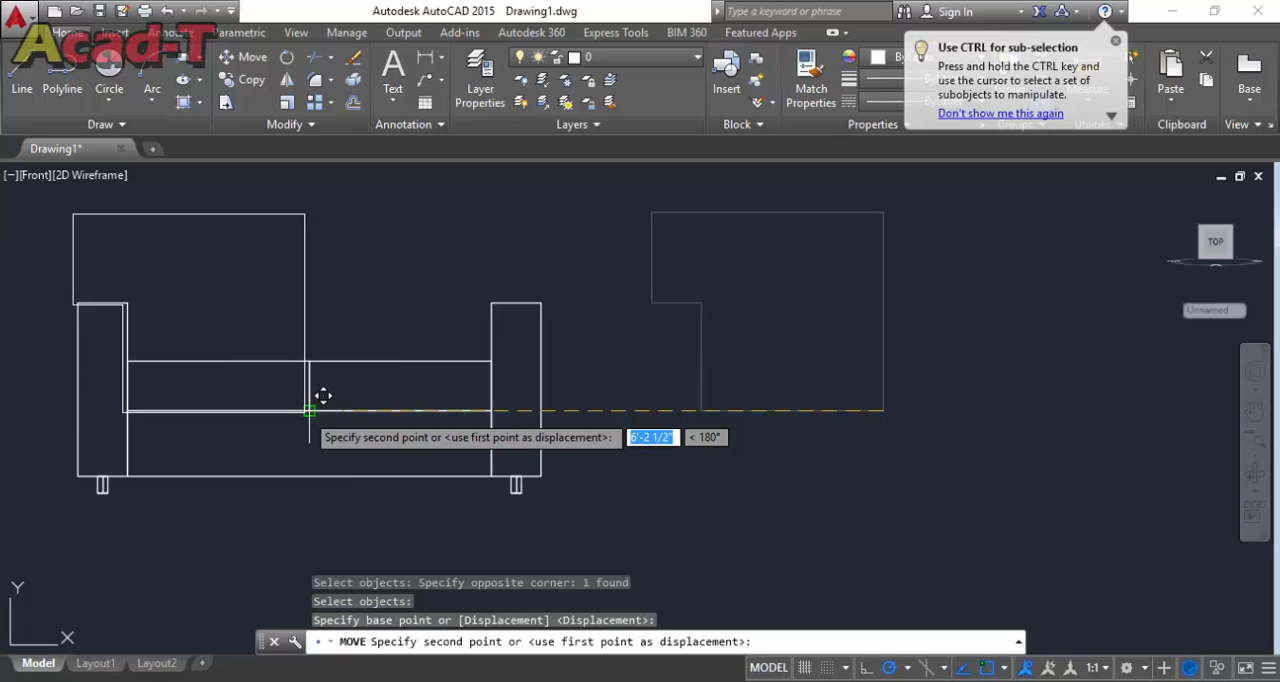 Autodesk AutoCAD 2015 Drawing1.dwg
Type a keyword or phrase
Sign In
Acad-T
Home Insert Annotate Parametric View Manage Output Add-ins Autodesk 360 Express Tools BIM 360 Featured Apps
Use CTRL for sub-selection
Press and hold the CTRL key and
use the cursor to select a set of
subobjects to manipulate.
Don't show me this again
Move
Copy
0
Line Polyline Circle Arc
Text
Layer
Properties
Insert
Match
Properties
Measure
Paste
Base
Draw Modify Annotation Layers Block Properties Groups Utilities Clipboard View
Drawing1*
[−][Front][2D Wireframe]
TOP
Unnamed
Specify second point or <use first point as displacement>: 6'-2 1/2" < 180°
Y
X
Select objects: Specify opposite corner: 1 found
Select objects:
Specify base point or [Displacement] <Displacement>:
MOVE Specify second point or <use first point as displacement>:
Model Layout1 Layout2 +
MODEL
1:1